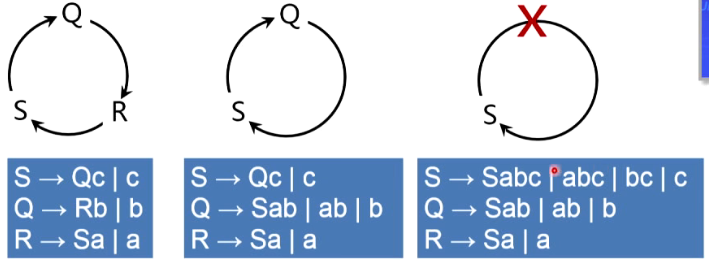 Q
S
R
Q
S
X
S
S → Qc | c
Q → Rb | b
R → Sa | a
S → Qc | c
Q → Sab | ab | b
R → Sa | a
S → Sabc | abc | bc | c
Q → Sab | ab | b
R → Sa | a